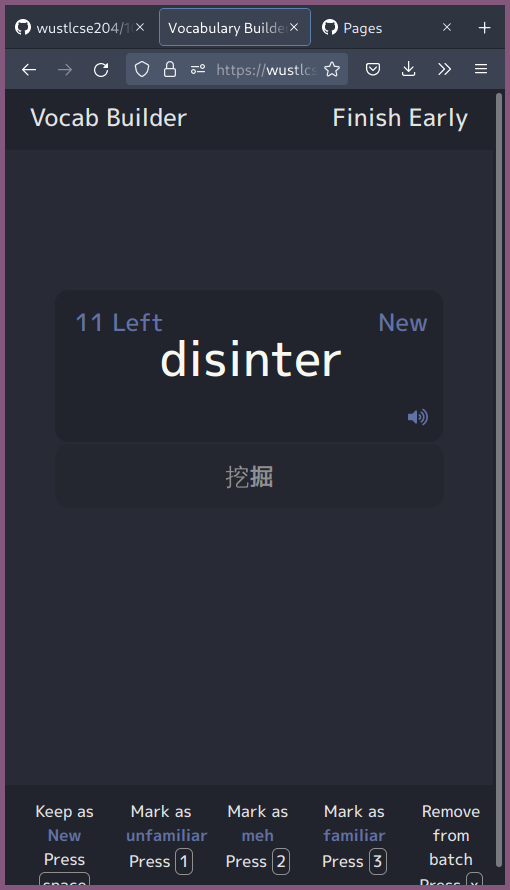 wustlcse204/1
Vocabulary Builde
Pages
https://wustlcs
Vocab Builder
Finish Early
11 Left
New
disinter
挖掘
Keep as
New
Press
space
Mark as
unfamiliar
Press 1
Mark as
meh
Press 2
Mark as
familiar
Press 3
Remove
from
batch
Press x